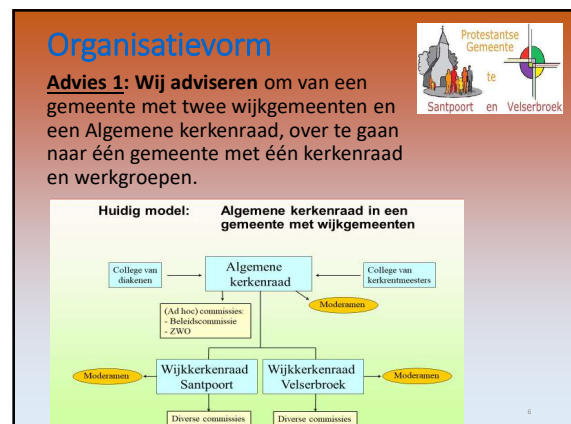 Organisatievorm
Protestantse
Gemeente
te
Santpoort en Velserbroek
Advies 1: Wij adviseren om van een
gemeente met twee wijkgemeenten en
een Algemene kerkenraad, over te gaan
naar één gemeente met één kerkenraad
en werkgroepen.
Huidig model: Algemene kerkenraad in een
gemeente met wijkgemeenten
College van
diakenen
Algemene
kerkenraad
College van
kerkrentmeesters
Moderamen
(Ad hoc) commissies:
- Beleidscommissie
- ZWO
Moderamen
Wijkkerkenraad
Santpoort
Wijkkerkenraad
Velserbroek
Moderamen
Diverse commissies
Diverse commissies
6